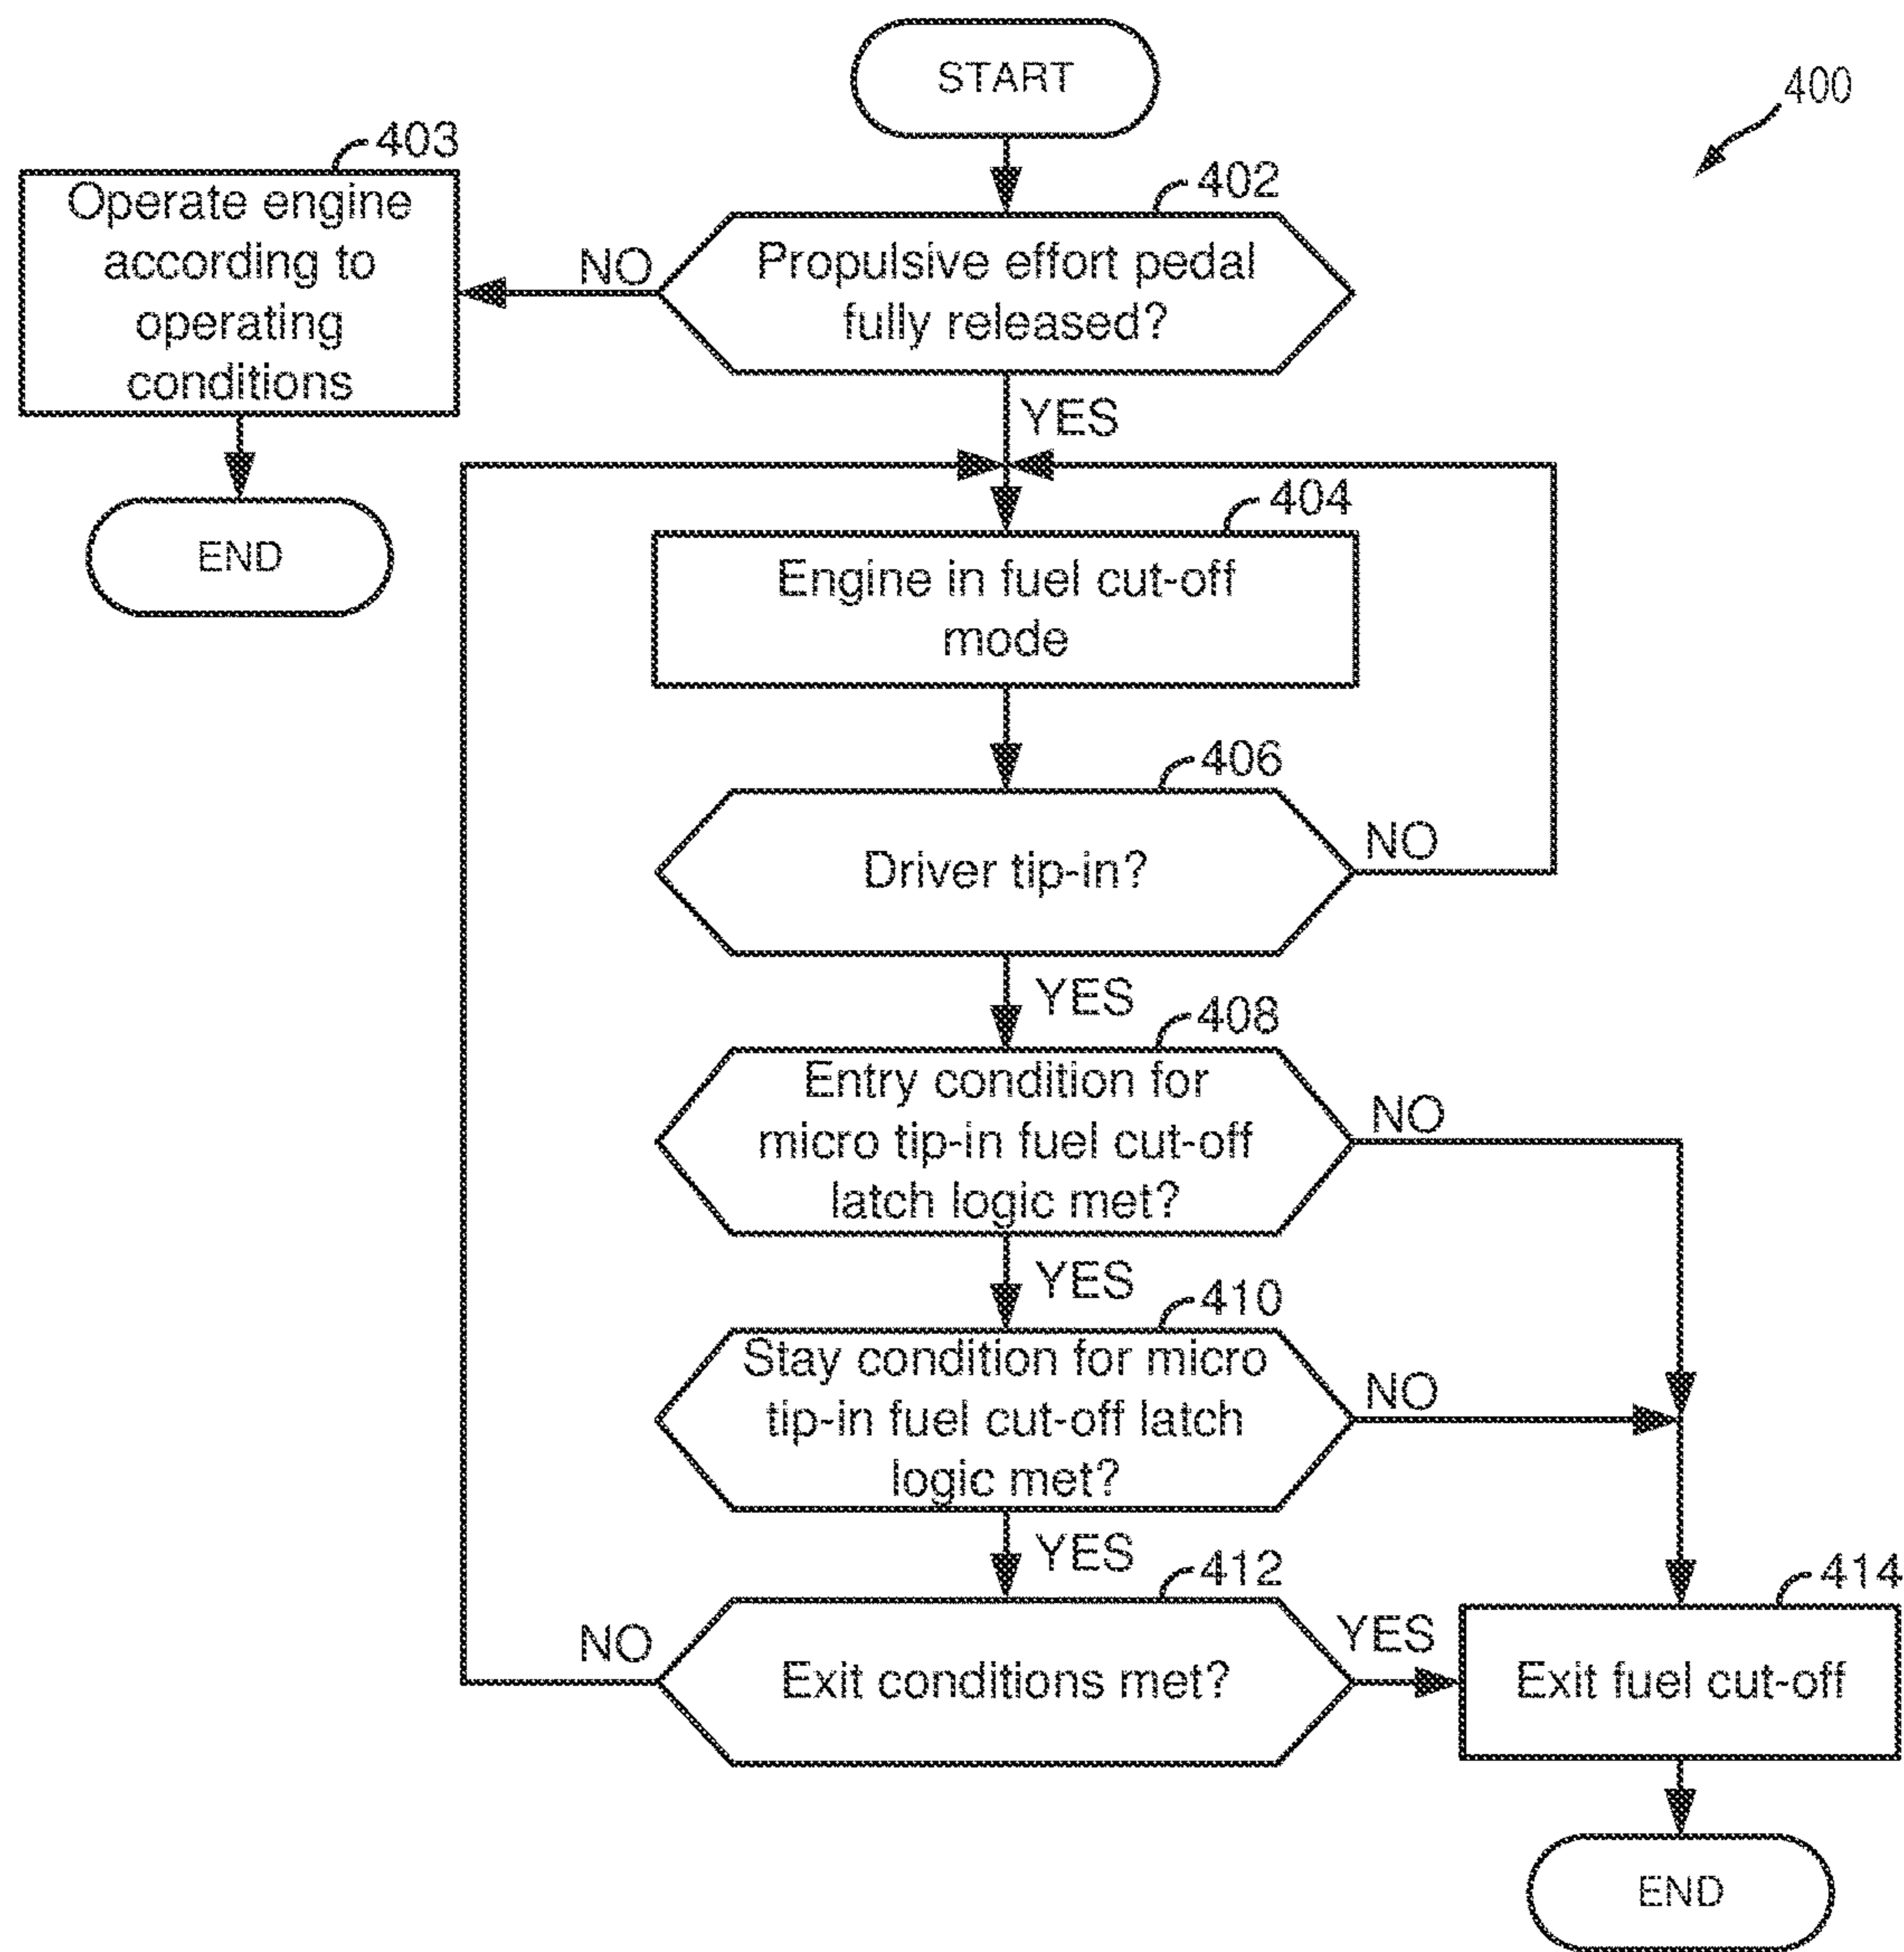 START
400
403
Operate engine
according to
operating
conditions
402
Propulsive effort pedal
fully released?
NO
YES
END
404
Engine in fuel cut-off
mode
406
Driver tip-in?
NO
YES
408
Entry condition for
micro tip-in fuel cut-off
latch logic met?
NO
YES
410
Stay condition for micro
tip-in fuel cut-off latch
logic met?
NO
YES
412
Exit conditions met?
NO
YES
414
Exit fuel cut-off
END